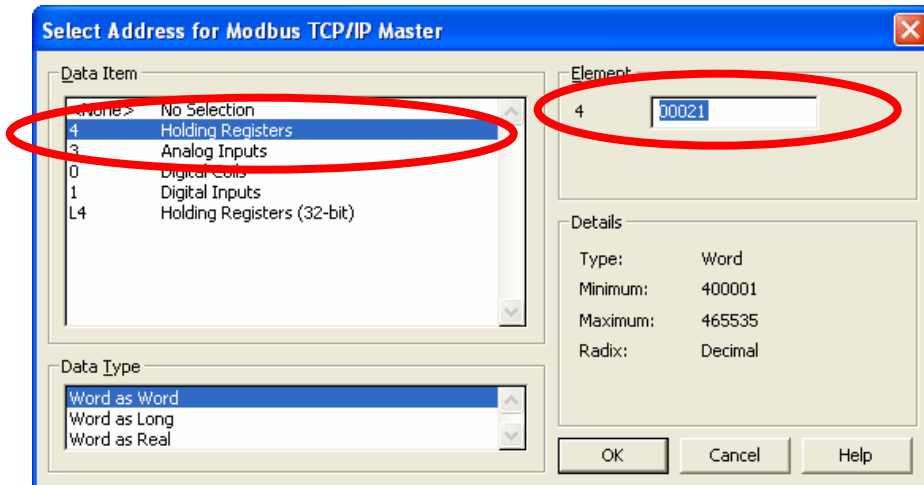 Select Address for Modbus TCP/IP Master
Data Item
<None> No Selection
4 Holding Registers
3 Analog Inputs
0 Digital Coils
1 Digital Inputs
L4 Holding Registers (32-bit)
Data Type
Word as Word
Word as Long
Word as Real
Element
4 00021
Details
Type: Word
Minimum: 400001
Maximum: 465535
Radix: Decimal
OK Cancel Help